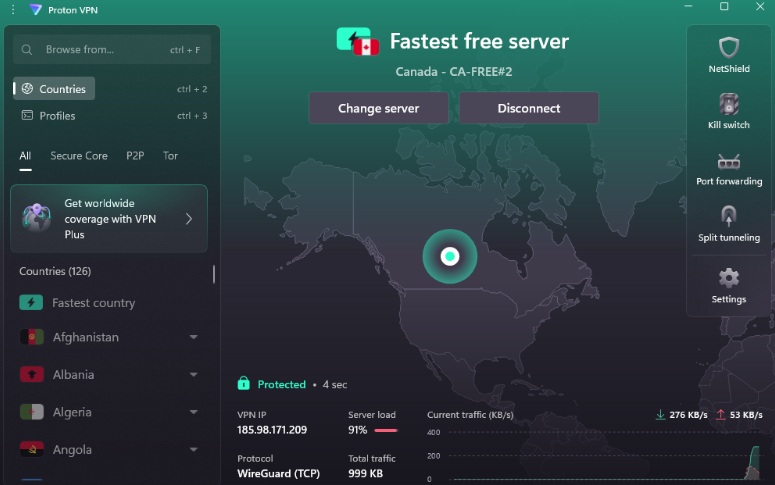 Proton VPN
Browse from... ctrl + F
Countries ctrl + 2
Profiles ctrl + 3
All Secure Core P2P Tor
Get worldwide
coverage with VPN
Plus
Countries (126)
Fastest country
Afghanistan
Albania
Algeria
Angola
Fastest free server
Canada - CA-FREE#2
Change server Disconnect
Protected • 4 sec
VPN IP Server load
185.98.171.209 91%
Protocol Total traffic
WireGuard (TCP) 999 KB
Current traffic (KB/s) 276 KB/s 53 KB/s
400
200
0
NetShield
Kill switch
Port forwarding
Split tunneling
Settings